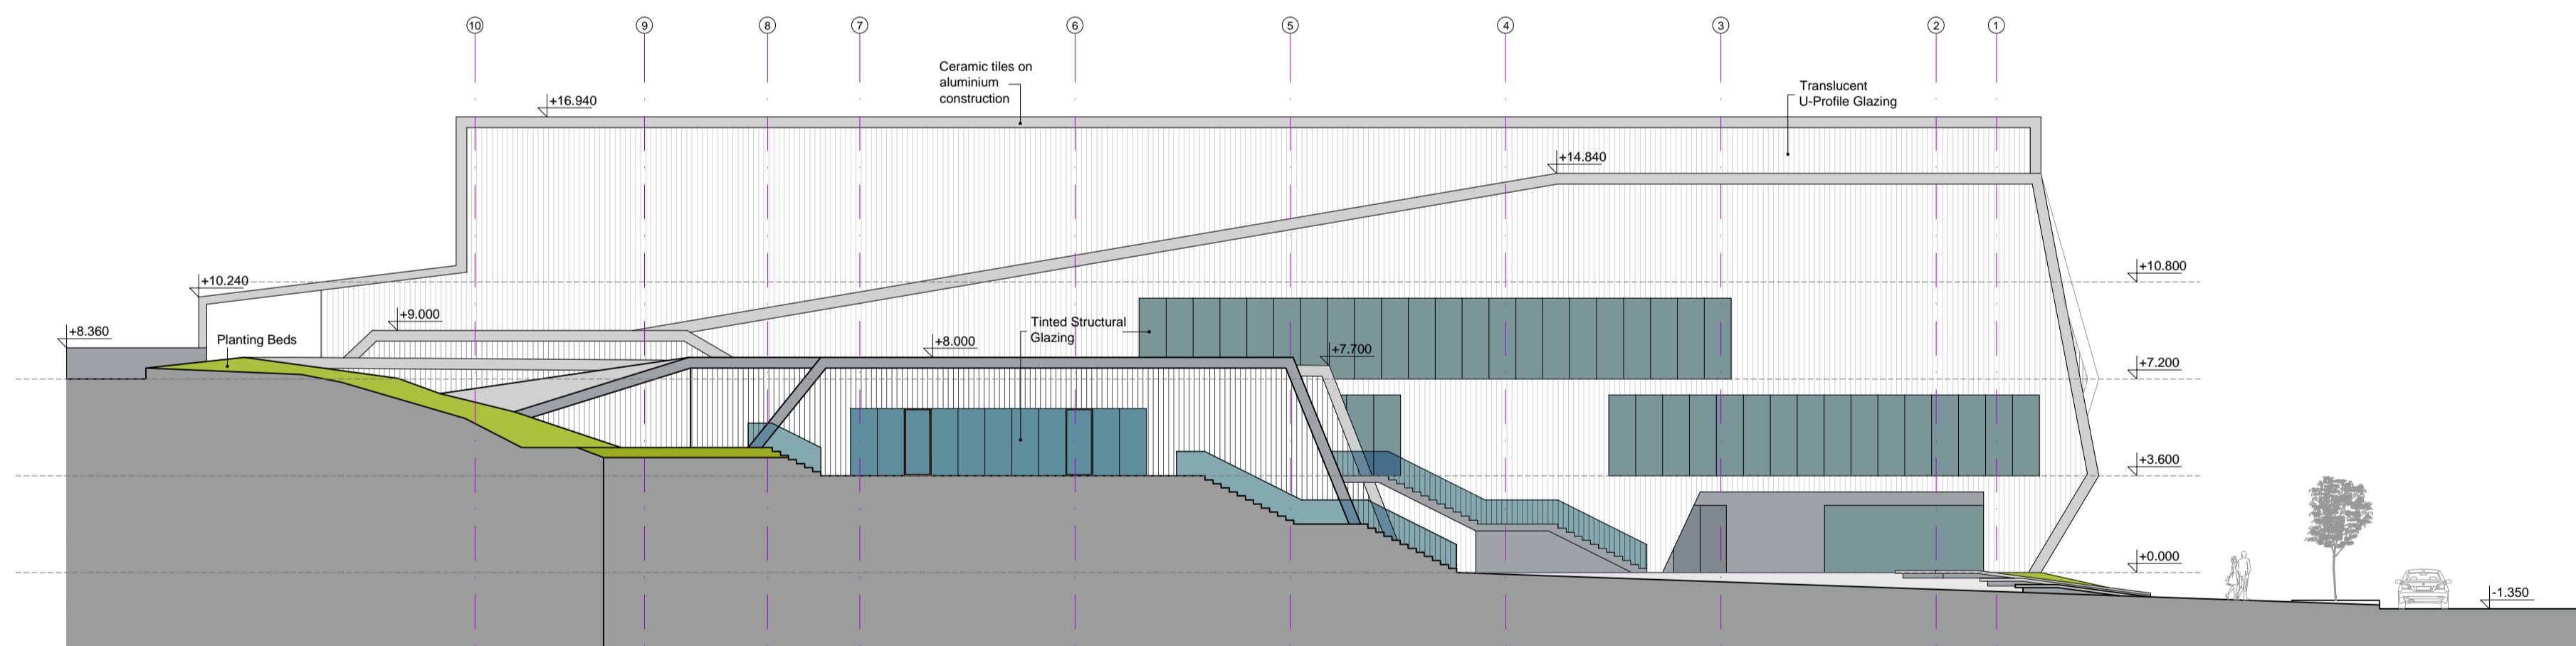 10 9 8 7 6 5 4 3 2 1
Ceramic tiles on
aluminium
construction
Translucent
U-Profile Glazing
+16.940
+14.840
+10.800
+10.240
+9.000
+8.360
Planting Beds
Tinted Structural
Glazing
+8.000
+7.700
+7.200
+3.600
+0.000
-1.350